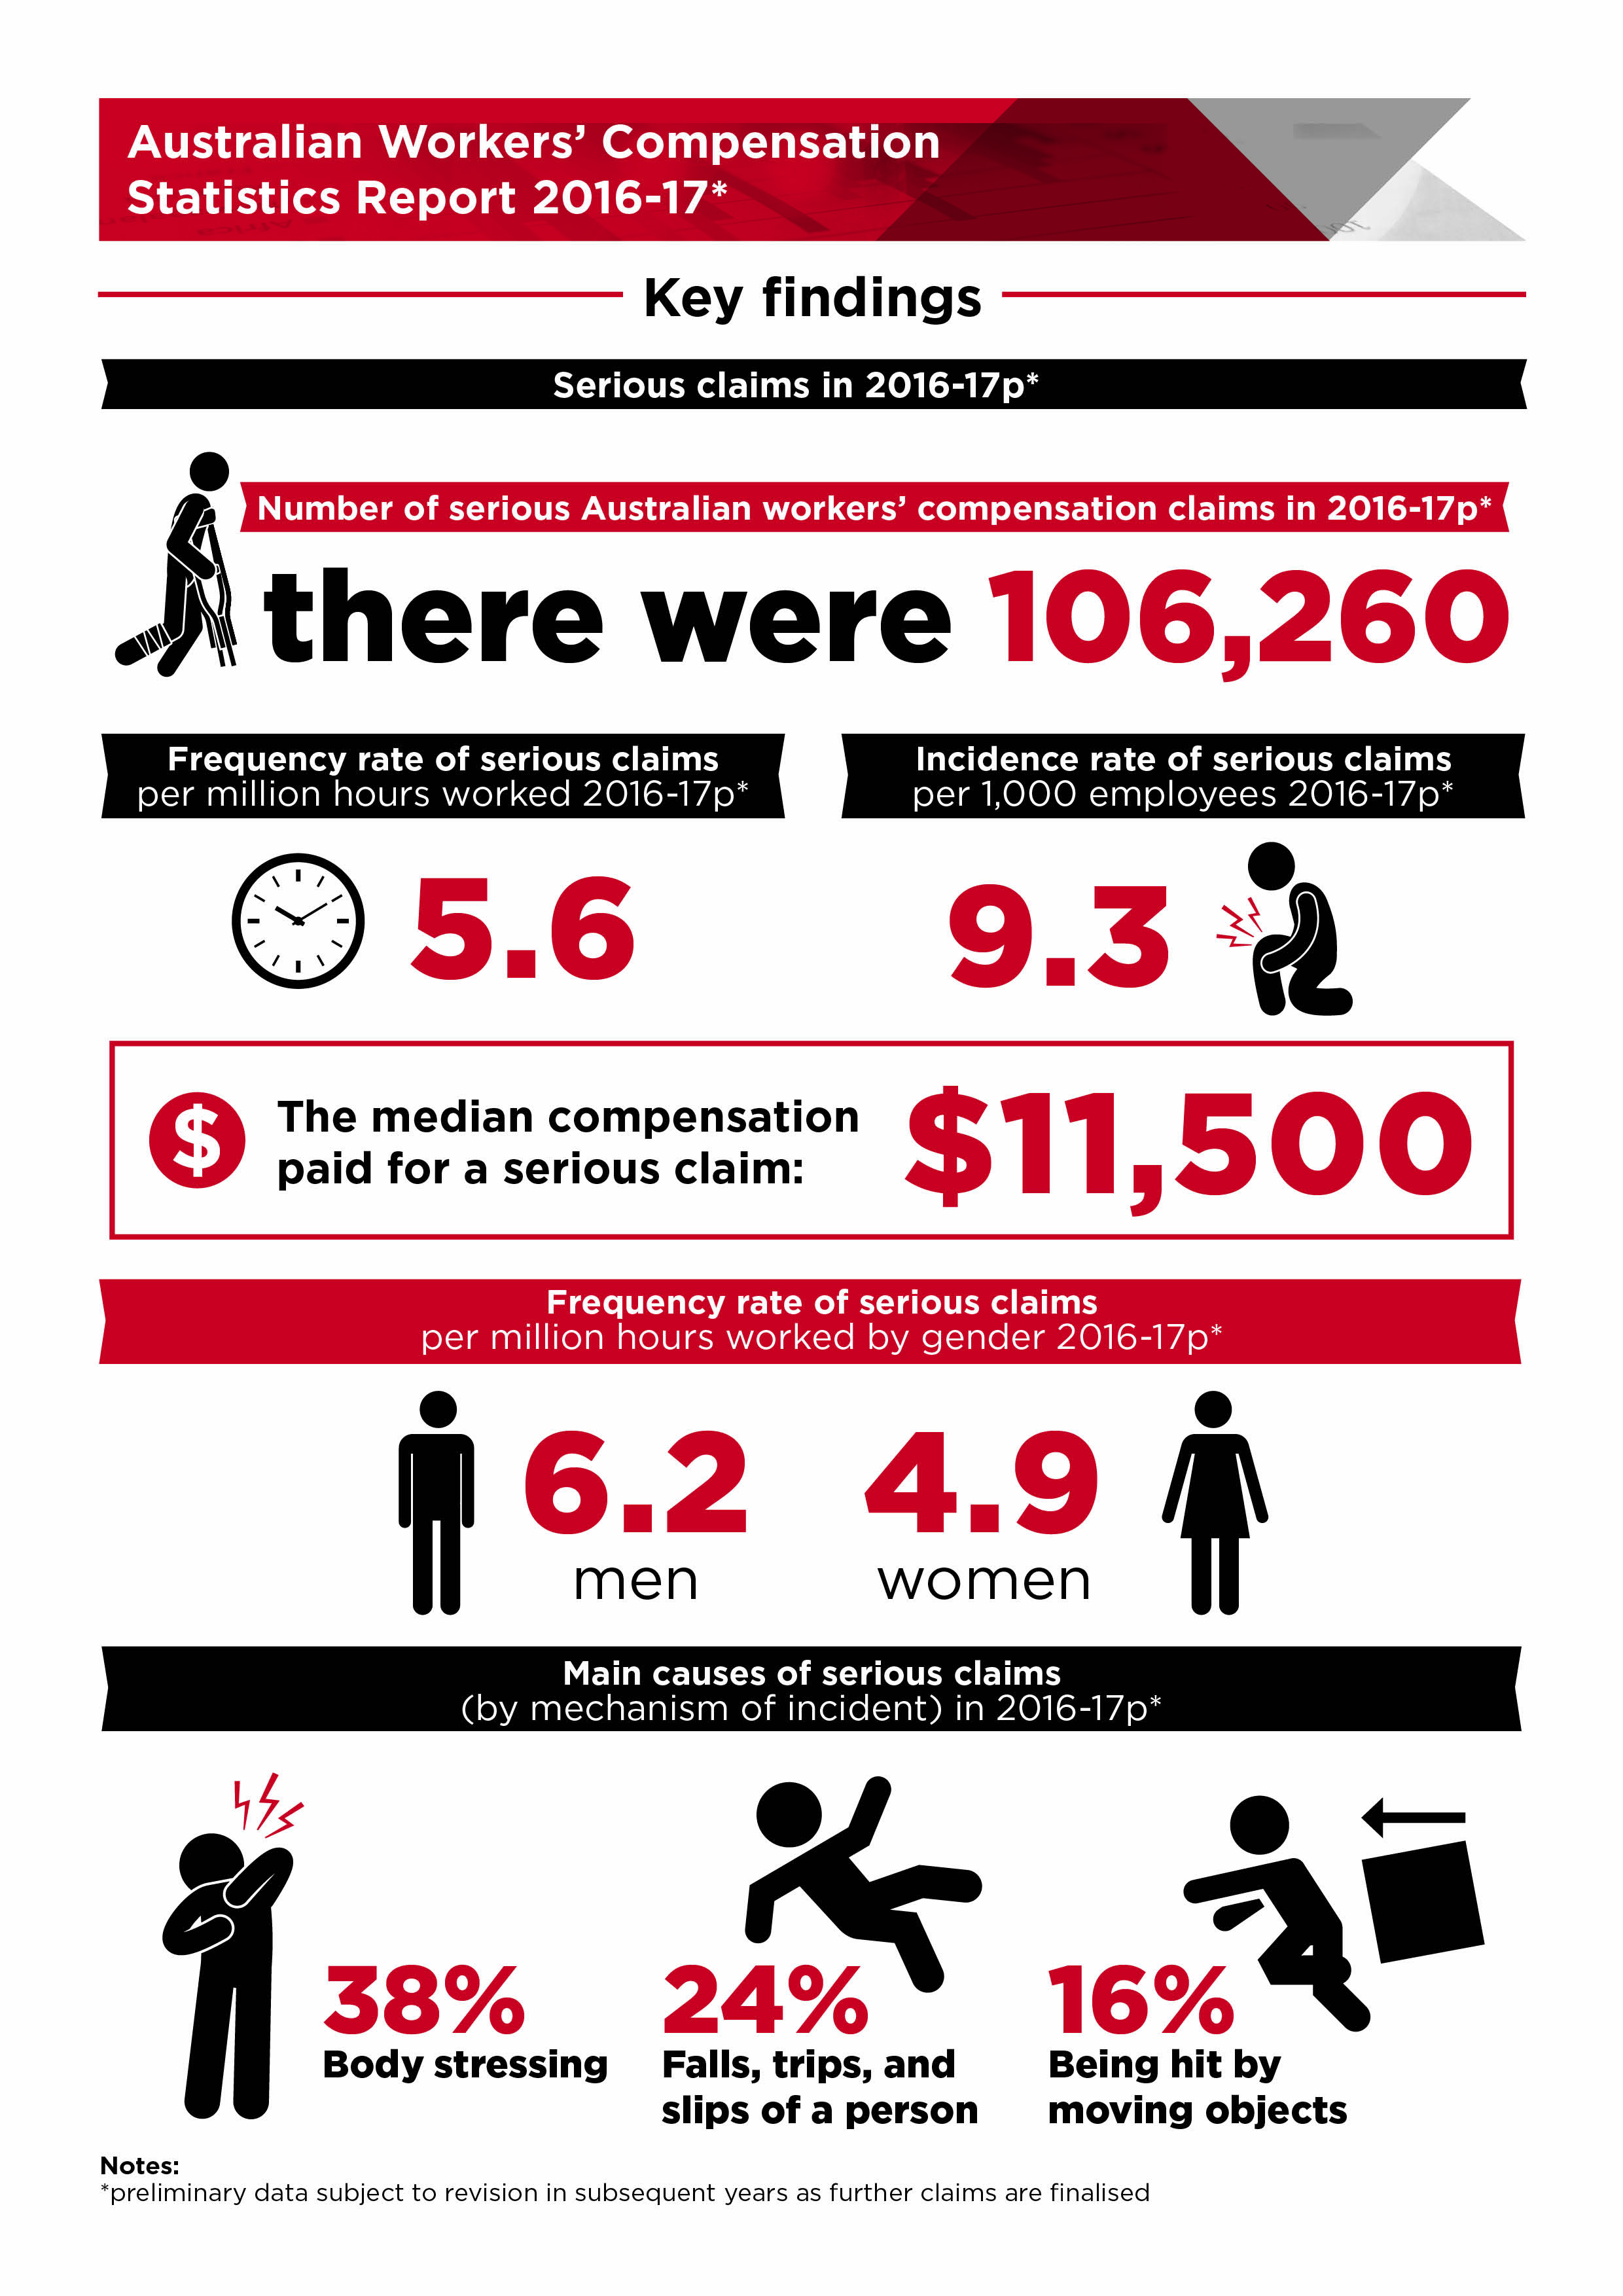 Australian Workers’ Compensation
Statistics Report 2016-17*
Key findings
Serious claims in 2016-17p*
Number of serious Australian workers’ compensation claims in 2016-17p*
there were 106,260
Frequency rate of serious claims
per million hours worked 2016-17p*
5.6
Incidence rate of serious claims
per 1,000 employees 2016-17p*
9.3
$
The median compensation
paid for a serious claim:
$11,500
Frequency rate of serious claims
per million hours worked by gender 2016-17p*
6.2
men
4.9
women
Main causes of serious claims
(by mechanism of incident) in 2016-17p*
38%
Body stressing
24%
Falls, trips, and
slips of a person
16%
Being hit by
moving objects
Notes:
*preliminary data subject to revision in subsequent years as further claims are finalised